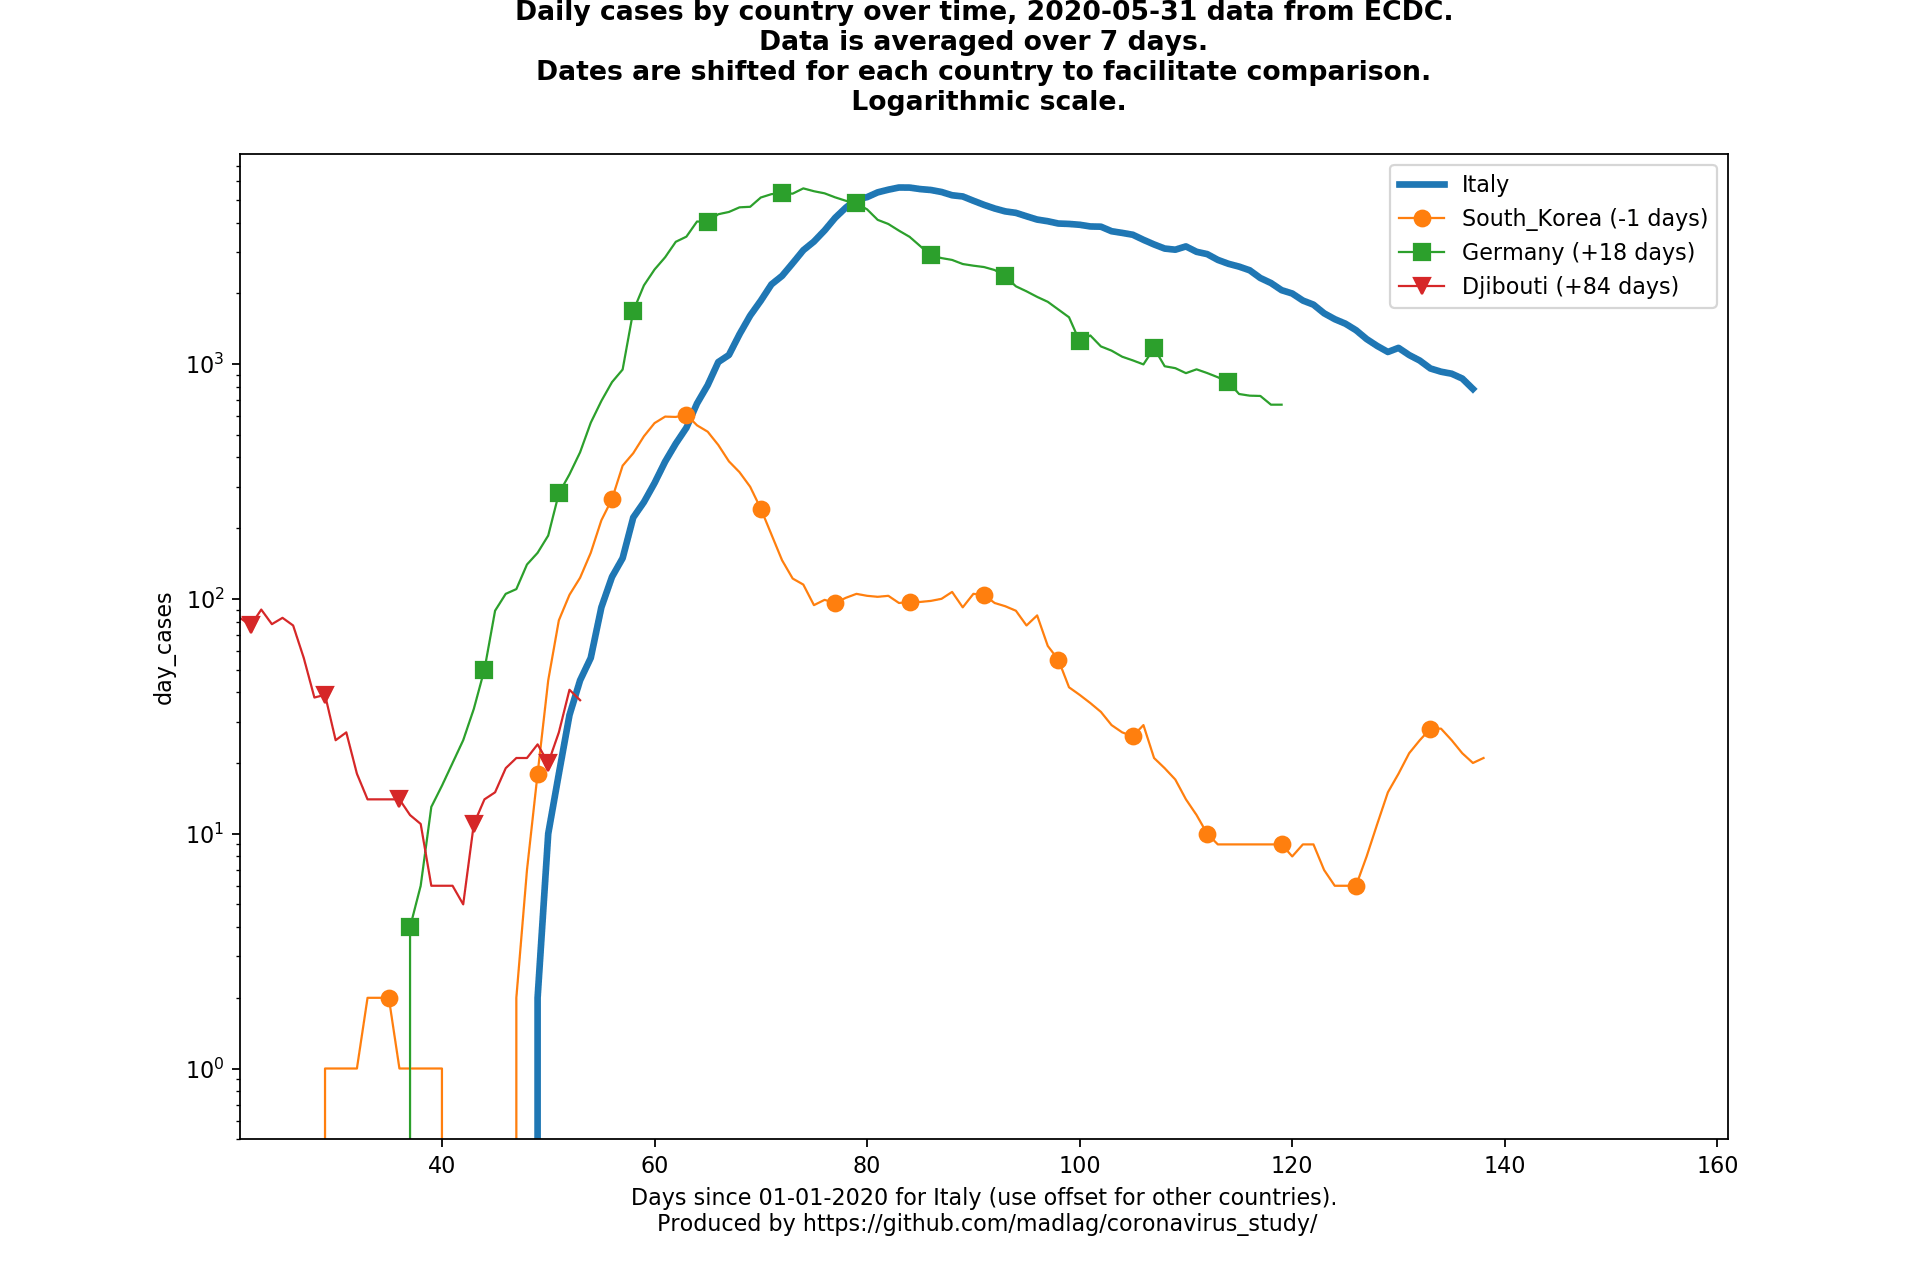 Daily cases by country over time, 2020-05-31 data from ECDC.
Data is averaged over 7 days.
Dates are shifted for each country to facilitate comparison.
Logarithmic scale.
Italy
South_Korea (-1 days)
Germany (+18 days)
Djibouti (+84 days)
day_cases
10³
10²
10¹
10⁰
40 60 80 100 120 140 160
Days since 01-01-2020 for Italy (use offset for other countries).
Produced by https://github.com/madlag/coronavirus_study/